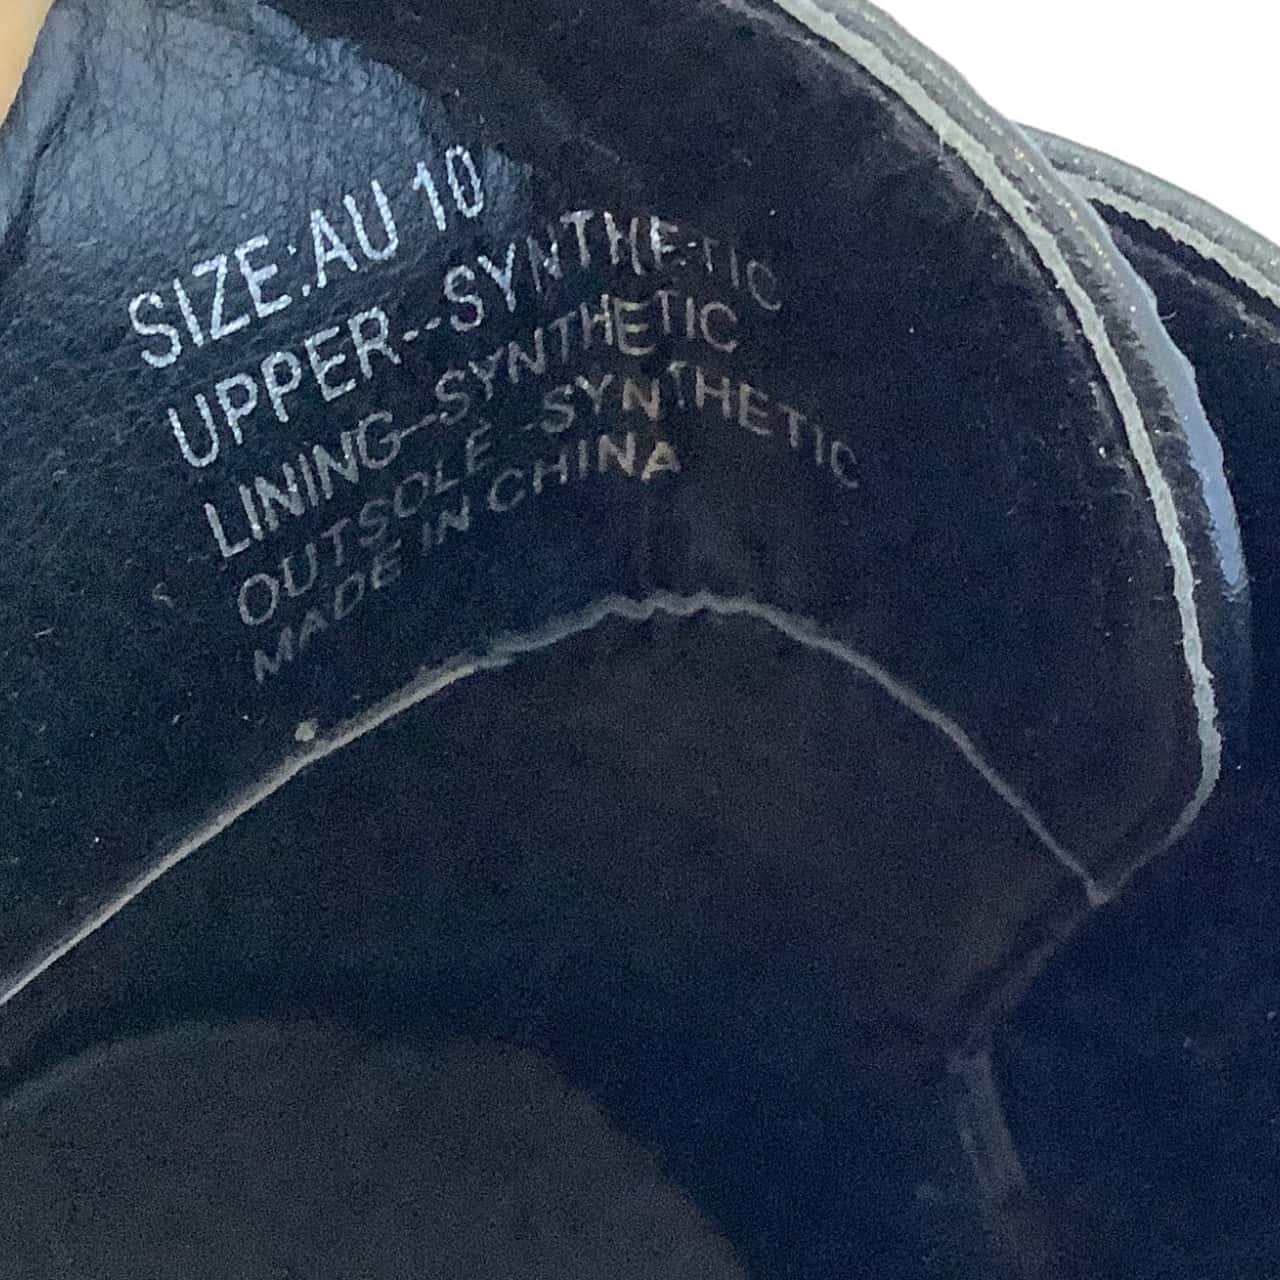 SIZE:AU 10
UPPER--SYNTHETIC
LINING--SYNTHETIC
OUTSOLE--SYNTHETIC
MADE IN CHINA